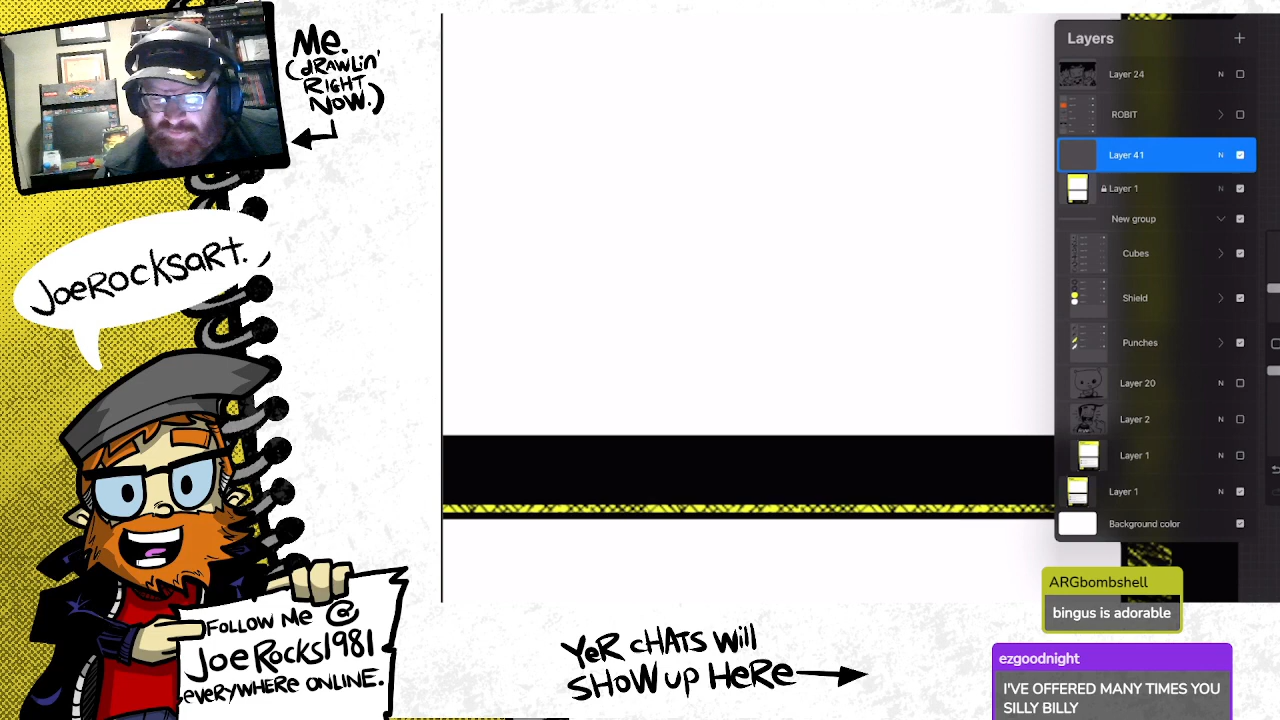 Me.
(drawlin'
right
now.)
Joerocksart.
Follow me @
JoeRocks1981
everywhere online.
Layers +
Layer 24 N
ROBIT
Layer 41 N
Layer 1 N
New group
Cubes
Shield
Punches
Layer 20 N
Layer 2 N
Layer 1 N
Layer 1 N
Background color
Yer chats will
show up here
ARGbombshell
bingus is adorable
ezgoodnight
I'VE OFFERED MANY TIMES YOU
SILLY BILLY